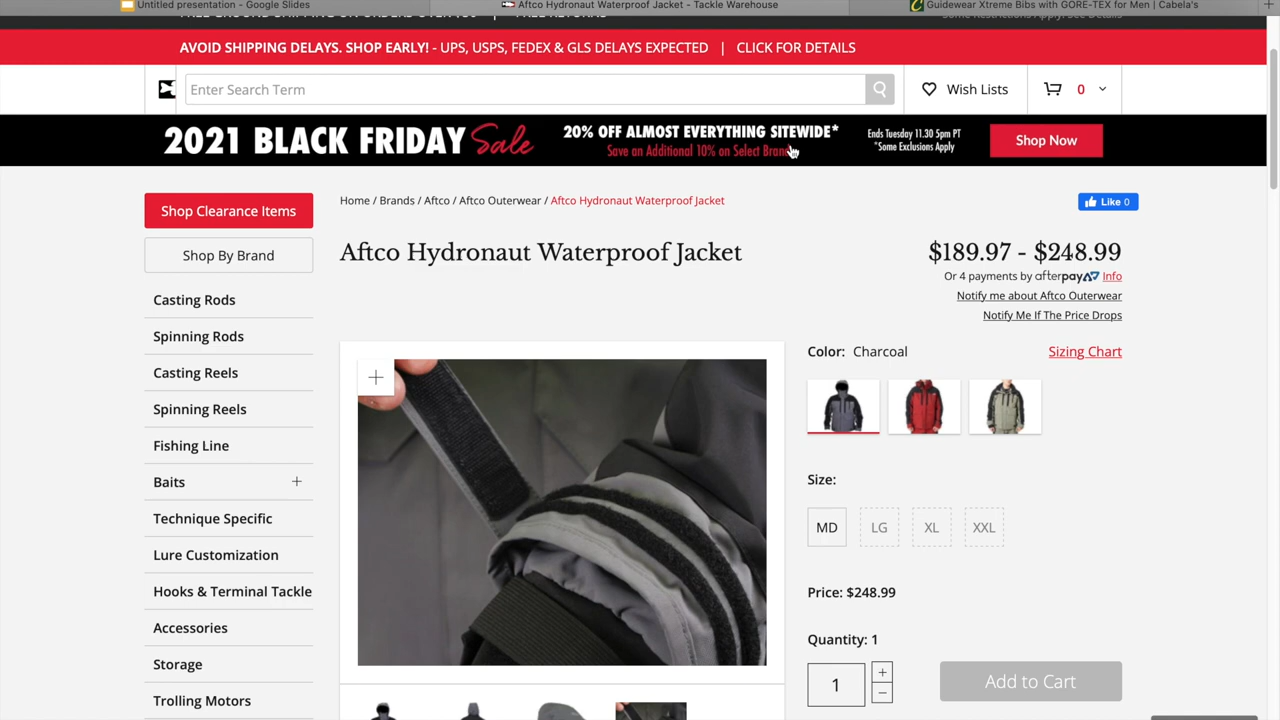 Untitled presentation - Google Slides
Aftco Hydronaut Waterproof Jacket - Tackle Warehouse
Guidewear Xtreme Bibs with GORE-TEX for Men | Cabela's
AVOID SHIPPING DELAYS. SHOP EARLY! - UPS, USPS, FEDEX & GLS DELAYS EXPECTED | CLICK FOR DETAILS
Enter Search Term
Wish Lists
0
2021 BLACK FRIDAY Sale
20% OFF ALMOST EVERYTHING SITEWIDE*
Save an Additional 10% on Select Brand
Ends Tuesday 11.30 5pm PT
*Some Exclusions Apply
Shop Now
Shop Clearance Items
Shop By Brand
Casting Rods
Spinning Rods
Casting Reels
Spinning Reels
Fishing Line
Baits +
Technique Specific
Lure Customization
Hooks & Terminal Tackle
Accessories
Storage
Trolling Motors
Home / Brands / Aftco / Aftco Outerwear / Aftco Hydronaut Waterproof Jacket
Like 0
Aftco Hydronaut Waterproof Jacket
$189.97 - $248.99
Or 4 payments by afterpay Info
Notify me about Aftco Outerwear
Notify Me If The Price Drops
Color: Charcoal
Sizing Chart
Size:
MD LG XL XXL
Price: $248.99
Quantity: 1
1
+
−
Add to Cart